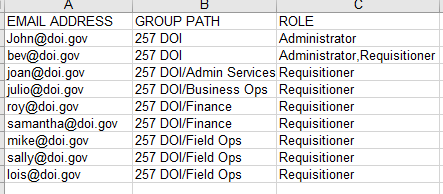 A B C
EMAIL ADDRESS GROUP PATH ROLE
John@doi.gov 257 DOI Administrator
bev@doi.gov 257 DOI Administrator,Requisitioner
joan@doi.gov 257 DOI/Admin Services Requisitioner
julio@doi.gov 257 DOI/Business Ops Requisitioner
roy@doi.gov 257 DOI/Finance Requisitioner
samantha@doi.gov 257 DOI/Finance Requisitioner
mike@doi.gov 257 DOI/Field Ops Requisitioner
sally@doi.gov 257 DOI/Field Ops Requisitioner
lois@doi.gov 257 DOI/Field Ops Requisitioner